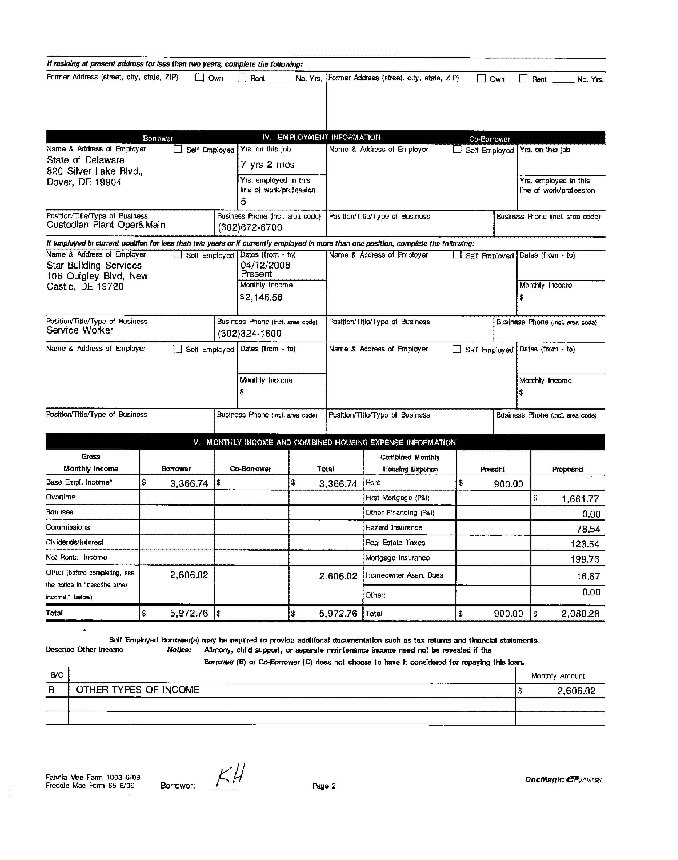 If residing at present address for less than two years, complete the following:
Former Address (street, city, state, ZIP) Own Rent No. Yrs. Former Address (street, city, state, ZIP) Own Rent No. Yrs.
Borrower IV. EMPLOYMENT INFORMATION Co-Borrower
Name & Address of Employer Self Employed Yrs. on this job Name & Address of Employer Self Employed Yrs. on this job
State of Delaware
820 Silver Lake Blvd.,
Dover, DE 19904
7 yrs 2 mos
Yrs. employed in this line of work/profession Yrs. employed in this line of work/profession
5
Position/Title/Type of Business Business Phone (incl. area code) Position/Title/Type of Business Business Phone (incl. area code)
Custodian Plant Oper&Main (302)672-6700
If employed in current position for less than two years or if currently employed in more than one position, complete the following:
Name & Address of Employer Self Employed Dates (from - to) Name & Address of Employer Self Employed Dates (from - to)
Star Building Services
106 Quigley Blvd, New
Castle, DE 19720
04/12/2008
Present
Monthly Income Monthly Income
$2,146.56 $
Position/Title/Type of Business Business Phone (incl. area code) Position/Title/Type of Business Business Phone (incl. area code)
Service Worker (302)324-1600
Name & Address of Employer Self Employed Dates (from - to) Name & Address of Employer Self Employed Dates (from - to)
Monthly Income Monthly Income
$ $
Position/Title/Type of Business Business Phone (incl. area code) Position/Title/Type of Business Business Phone (incl. area code)
V. MONTHLY INCOME AND COMBINED HOUSING EXPENSE INFORMATION
Gross Monthly Income Borrower Co-Borrower Total Combined Monthly Housing Expense Present Proposed
Base Empl. Income* $ 3,366.74 $ $ 3,366.74 Rent $ 900.00
Overtime First Mortgage (P&I) $ 1,661.77
Bonuses Other Financing (P&I) 0.00
Commissions Hazard Insurance 78.54
Dividends/Interest Real Estate Taxes 123.54
Net Rental Income Mortgage Insurance 199.73
Other (before completing, see the notice in "describe other income," below) 2,606.02 2,606.02 Homeowner Assn. Dues 16.67
Other: 0.00
Total $ 5,972.76 $ $ 5,972.76 Total $ 900.00 $ 2,080.28
* Self Employed Borrower(s) may be required to provide additional documentation such as tax returns and financial statements.
Describe Other Income Notice: Alimony, child support, or separate maintenance income need not be revealed if the
Borrower (B) or Co-Borrower (C) does not choose to have it considered for repaying this loan.
B/C Monthly Amount
B OTHER TYPES OF INCOME $ 2,606.02
Fannie Mae Form 1003 6/09
Freddie Mac Form 65 6/09 Borrower: KH Page 2
DocMagic